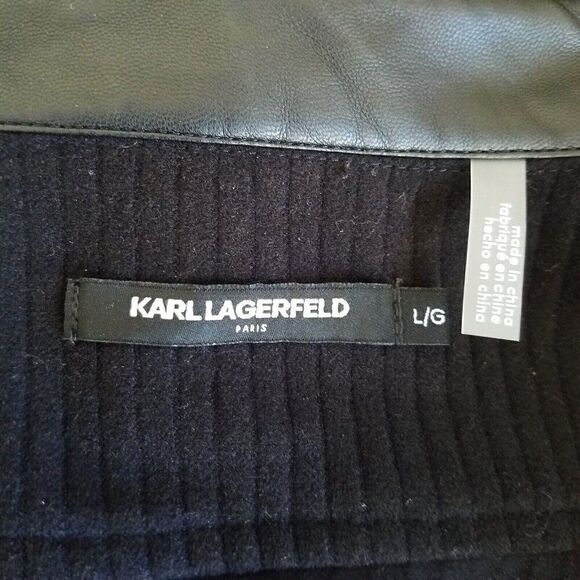 KARL LAGERFELD
PARIS
L/G
made in china
fabriqué en chine
hecho en china